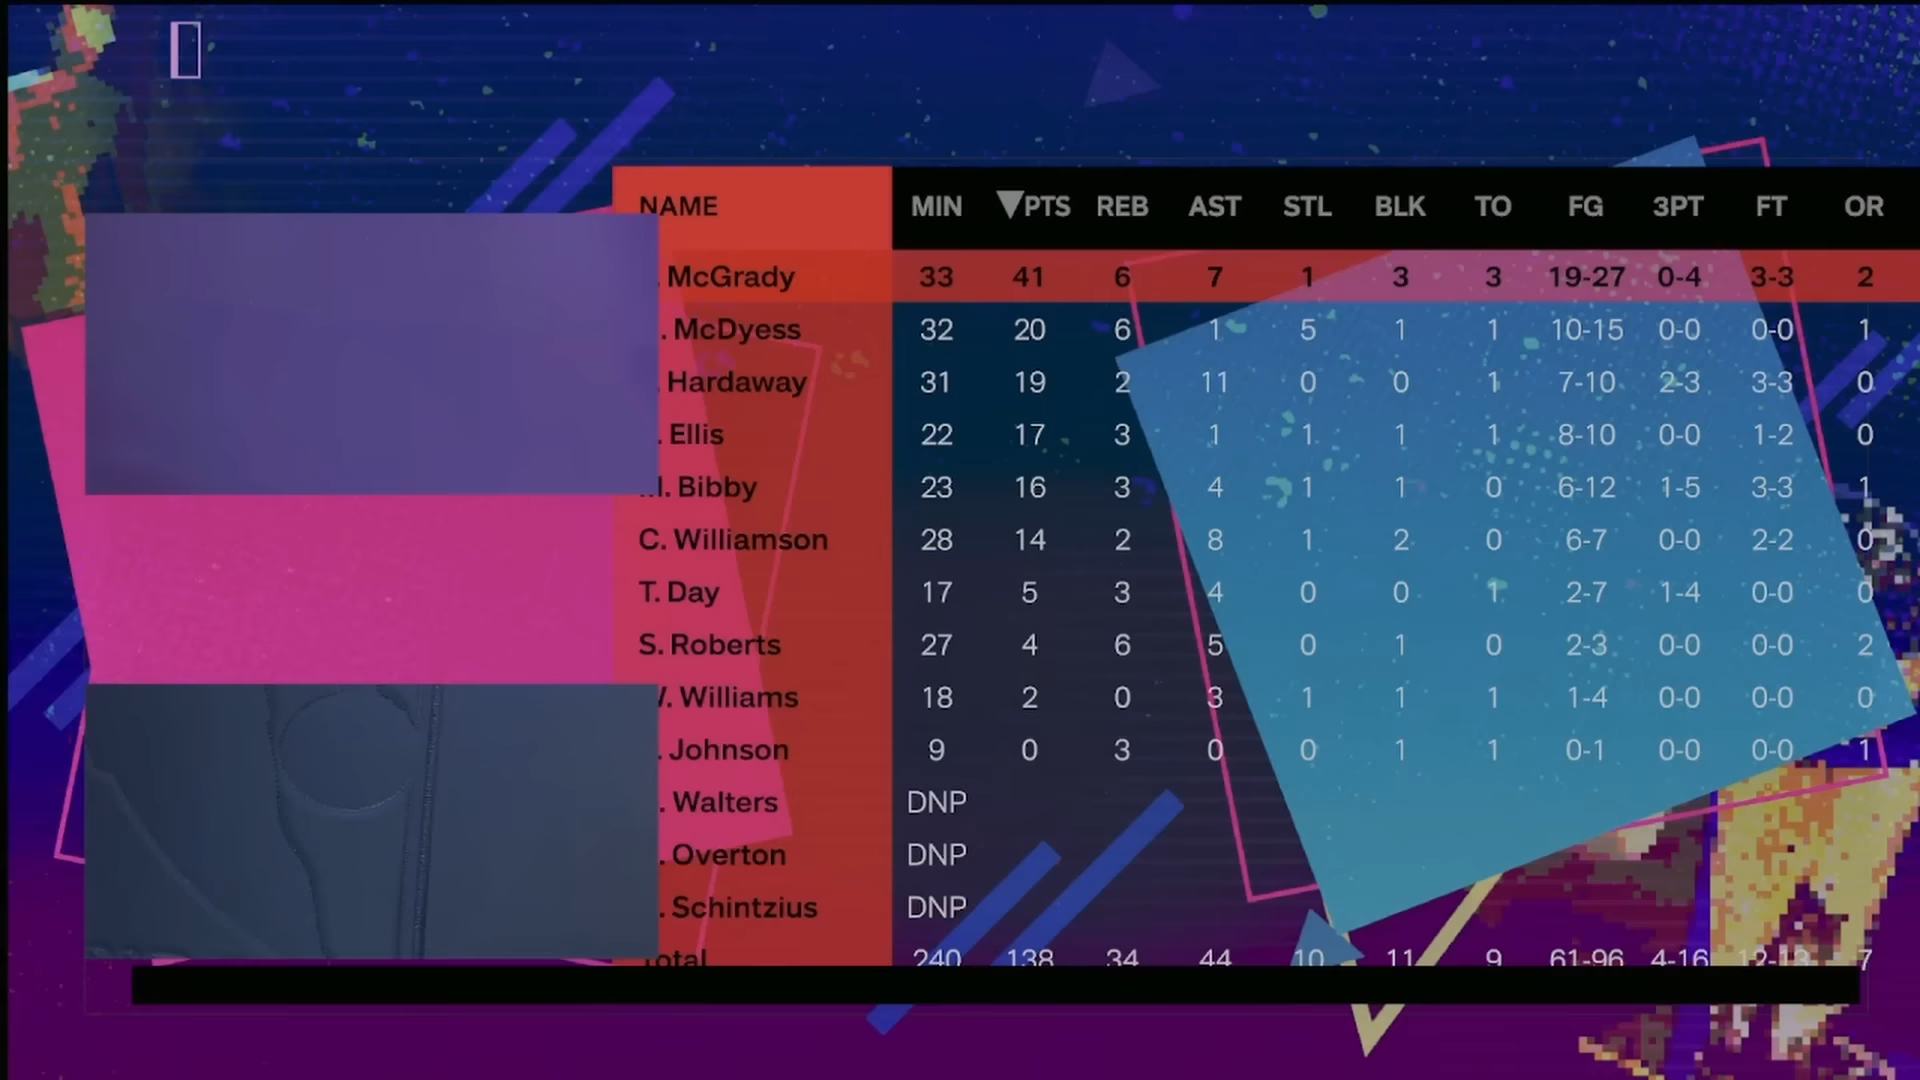 NAME MIN ▼PTS REB AST STL BLK TO FG 3PT FT OR
. McGrady 33 41 6 7 1 3 3 19-27 0-4 3-3 2
. McDyess 32 20 6 1 5 1 1 10-15 0-0 0-0 1
. Hardaway 31 19 2 11 0 0 1 7-10 2-3 3-3 0
. Ellis 22 17 3 1 1 1 1 8-10 0-0 1-2 0
M. Bibby 23 16 3 4 1 1 0 6-12 1-5 3-3 1
C. Williamson 28 14 2 8 1 2 0 6-7 0-0 2-2 0
T. Day 17 5 3 4 0 0 1 2-7 1-4 0-0 0
S. Roberts 27 4 6 5 0 1 0 2-3 0-0 0-0 2
W. Williams 18 2 0 3 1 1 1 1-4 0-0 0-0 0
. Johnson 9 0 3 0 0 1 1 0-1 0-0 0-0 1
. Walters DNP
. Overton DNP
. Schintzius DNP
Total 240 138 34 44 10 11 9 61-96 4-16 12-13 7